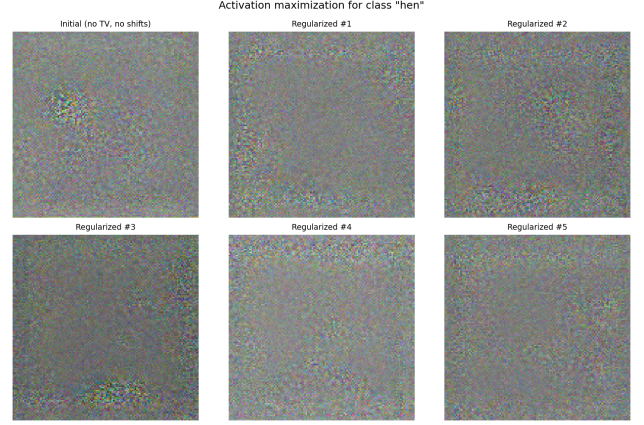 Activation maximization for class "hen"
Initial (no TV, no shifts)
Regularized #1
Regularized #2
Regularized #3
Regularized #4
Regularized #5